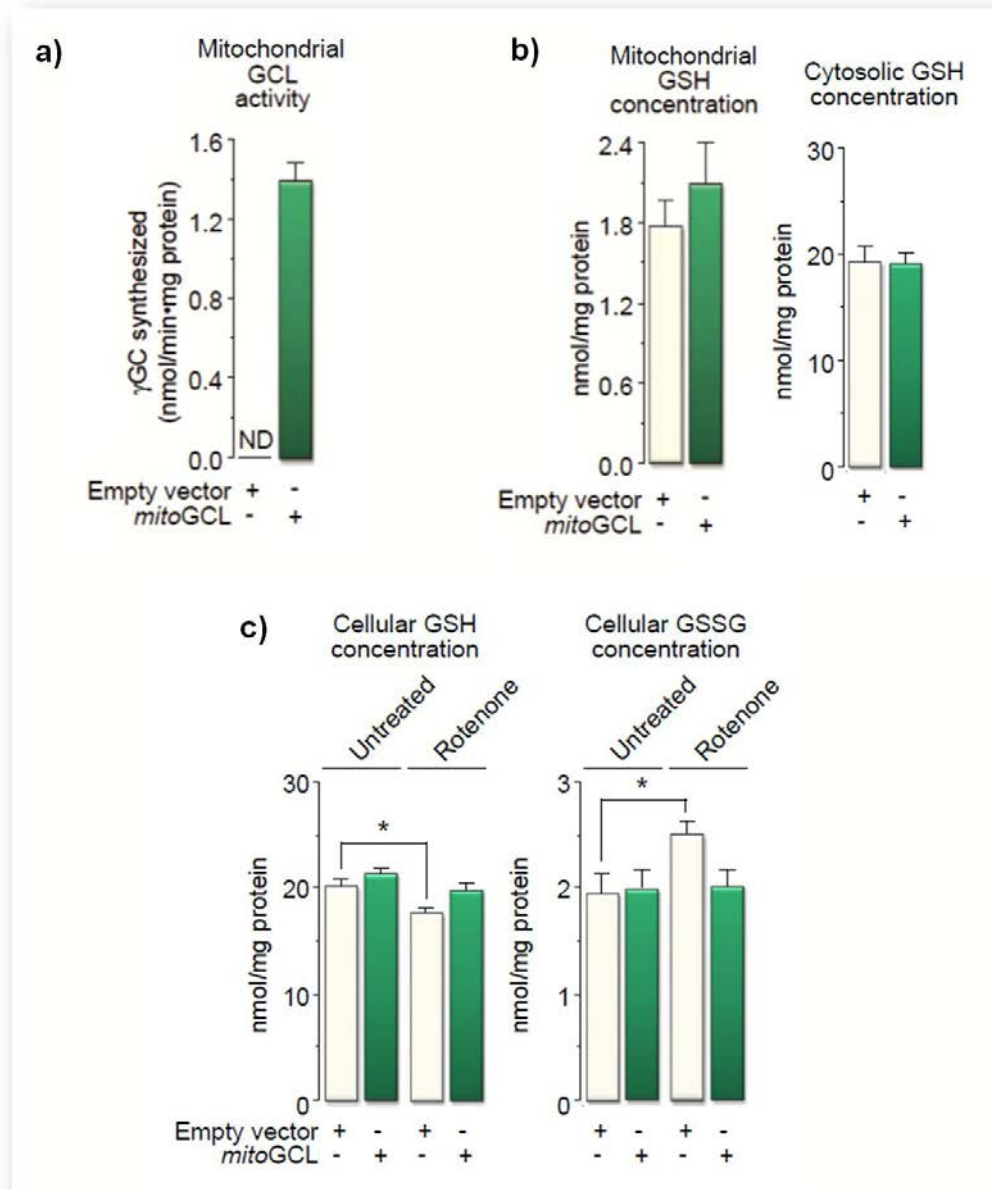 a)
Mitochondrial
GCL
activity
γGC synthesized
(nmol/min•mg protein)
1.6
1.2
0.8
0.4
0.0
ND
Empty vector + -
mitoGCL - +
b)
Mitochondrial
GSH
concentration
nmol/mg protein
2.4
1.8
1.2
0.6
0.0
Empty vector + -
mitoGCL - +
Cytosolic GSH
concentration
nmol/mg protein
30
20
10
0
+ -
- +
c)
Cellular GSH
concentration
Untreated
Rotenone
nmol/mg protein
30
20
10
0
*
Empty vector + - + -
mitoGCL - + - +
Cellular GSSG
concentration
Untreated
Rotenone
nmol/mg protein
3
2
1
0
*
+ - + -
- + - +